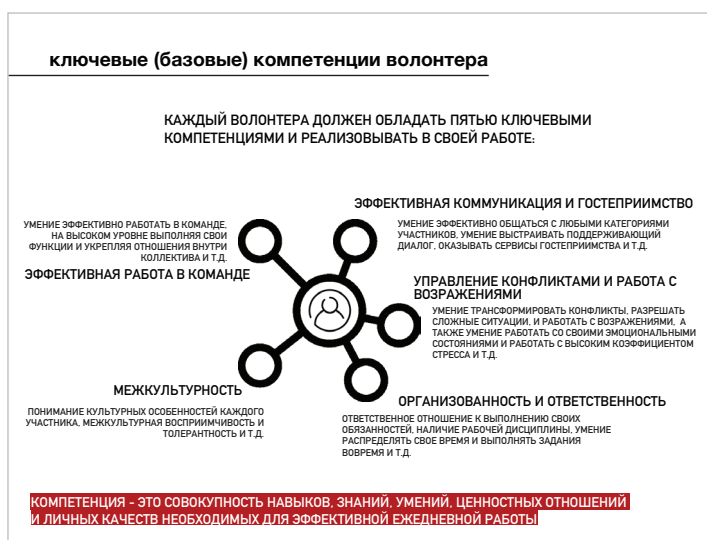 ключевые (базовые) компетенции волонтера
КАЖДЫЙ ВОЛОНТЕРА ДОЛЖЕН ОБЛАДАТЬ ПЯТЬЮ КЛЮЧЕВЫМИ
КОМПЕТЕНЦИЯМИ И РЕАЛИЗОВЫВАТЬ В СВОЕЙ РАБОТЕ:
УМЕНИЕ ЭФФЕКТИВНО РАБОТАТЬ В КОМАНДЕ,
НА ВЫСОКОМ УРОВНЕ ВЫПОЛНЯЯ СВОИ
ФУНКЦИИ И УКРЕПЛЯЯ ОТНОШЕНИЯ ВНУТРИ
КОЛЛЕКТИВА И Т.Д.
ЭФФЕКТИВНАЯ РАБОТА В КОМАНДЕ
ЭФФЕКТИВНАЯ КОММУНИКАЦИЯ И ГОСТЕПРИИМСТВО
УМЕНИЕ ЭФФЕКТИВНО ОБЩАТЬСЯ С ЛЮБЫМИ КАТЕГОРИЯМИ
УЧАСТНИКОВ, УМЕНИЕ ВЫСТРАИВАТЬ ПОДДЕРЖИВАЮЩИЙ
ДИАЛОГ, ОКАЗЫВАТЬ СЕРВИСЫ ГОСТЕПРИИМСТВА И Т.Д.
УПРАВЛЕНИЕ КОНФЛИКТАМИ И РАБОТА С
ВОЗРАЖЕНИЯМИ
УМЕНИЕ ТРАНСФОРМИРОВАТЬ КОНФЛИКТЫ, РАЗРЕШАТЬ
СЛОЖНЫЕ СИТУАЦИИ, И РАБОТАТЬ С ВОЗРАЖЕНИЯМИ, А
ТАКЖЕ УМЕНИЕ РАБОТАТЬ СО СВОИМИ ЭМОЦИОНАЛЬНЫМИ
СОСТОЯНИЯМИ И РАБОТАТЬ С ВЫСОКИМ КОЭФФИЦИЕНТОМ
СТРЕССА И Т.Д.
МЕЖКУЛЬТУРНОСТЬ
ПОНИМАНИЕ КУЛЬТУРНЫХ ОСОБЕННОСТЕЙ КАЖДОГО
УЧАСТНИКА, МЕЖКУЛЬТУРНАЯ ВОСПРИИМЧИВОСТЬ И
ТОЛЕРАНТНОСТЬ И Т.Д.
ОРГАНИЗОВАННОСТЬ И ОТВЕТСТВЕННОСТЬ
ОТВЕТСТВЕННОЕ ОТНОШЕНИЕ К ВЫПОЛНЕНИЮ СВОИХ
ОБЯЗАННОСТЕЙ, НАЛИЧИЕ РАБОЧЕЙ ДИСЦИПЛИНЫ, УМЕНИЕ
РАСПРЕДЕЛЯТЬ СВОЕ ВРЕМЯ И ВЫПОЛНЯТЬ ЗАДАНИЯ
ВОВРЕМЯ И Т.Д.
КОМПЕТЕНЦИЯ - ЭТО СОВОКУПНОСТЬ НАВЫКОВ, ЗНАНИЙ, УМЕНИЙ, ЦЕННОСТНЫХ ОТНОШЕНИЙ
И ЛИЧНЫХ КАЧЕСТВ НЕОБХОДИМЫХ ДЛЯ ЭФФЕКТИВНОЙ ЕЖЕДНЕВНОЙ РАБОТЫ